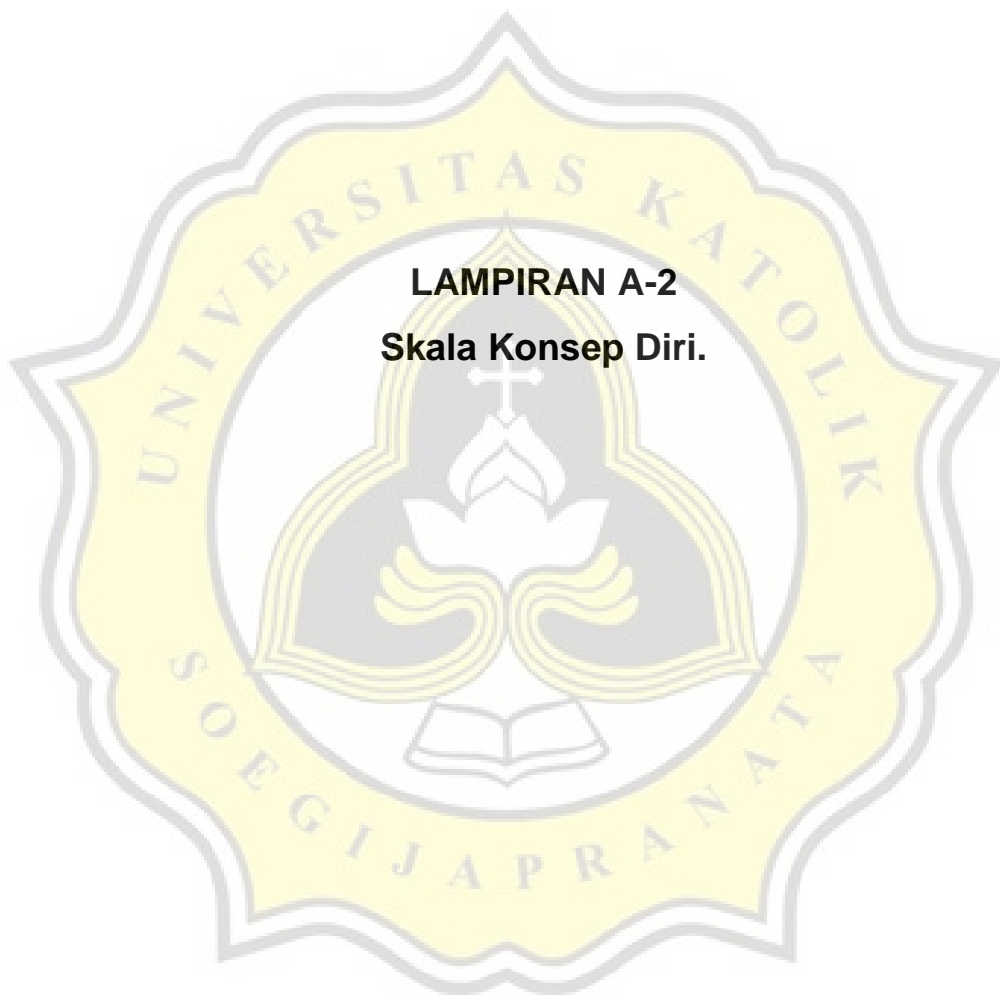 UNIVERSITAS KATOLIK
LAMPIRAN A-2
Skala Konsep Diri.
SOEGIJAPRANATA